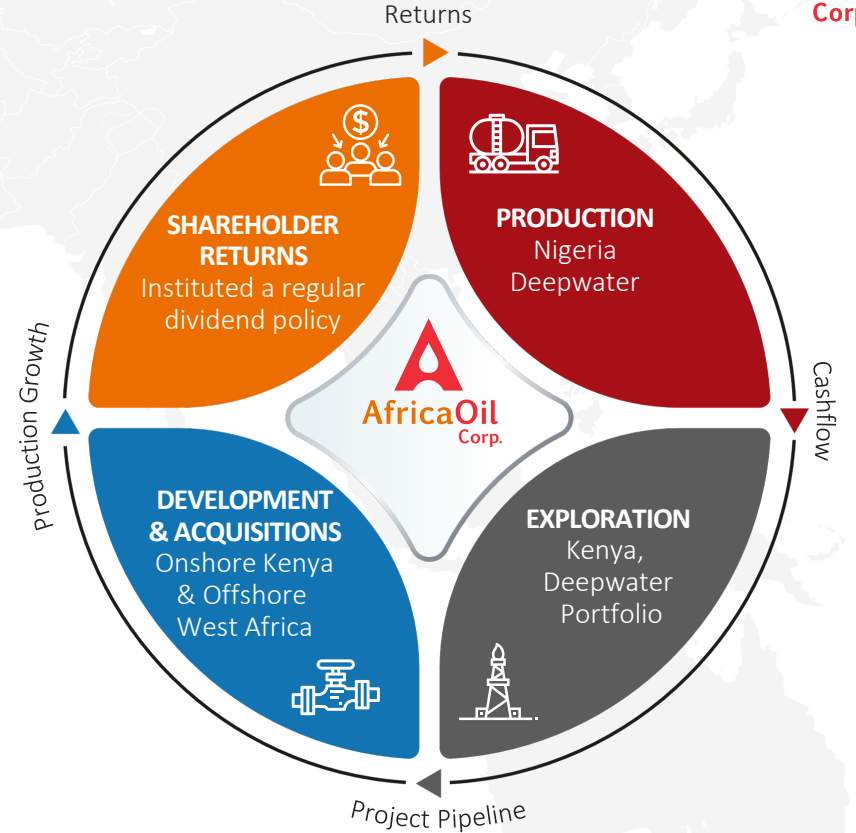 Returns
Corp
SHAREHOLDER
RETURNS
Instituted a regular
dividend policy
$
PRODUCTION
Nigeria
Deepwater
Production Growth
AfricaOil
Corp.
Cashflow
DEVELOPMENT
& ACQUISITIONS
Onshore Kenya
& Offshore
West Africa
EXPLORATION
Kenya,
Deepwater
Portfolio
Project Pipeline